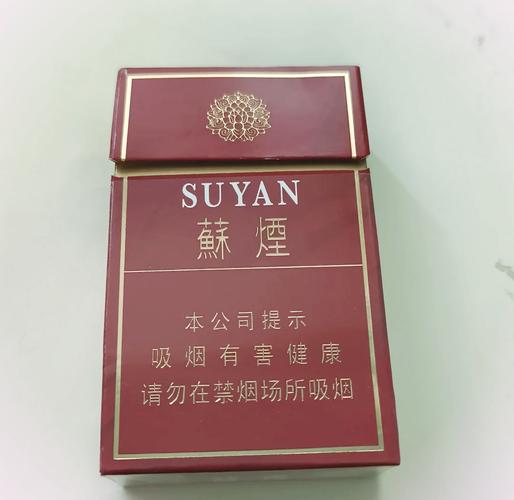 SUYAN
蘇煙
本公司提示
吸烟有害健康
请勿在禁烟场所吸烟